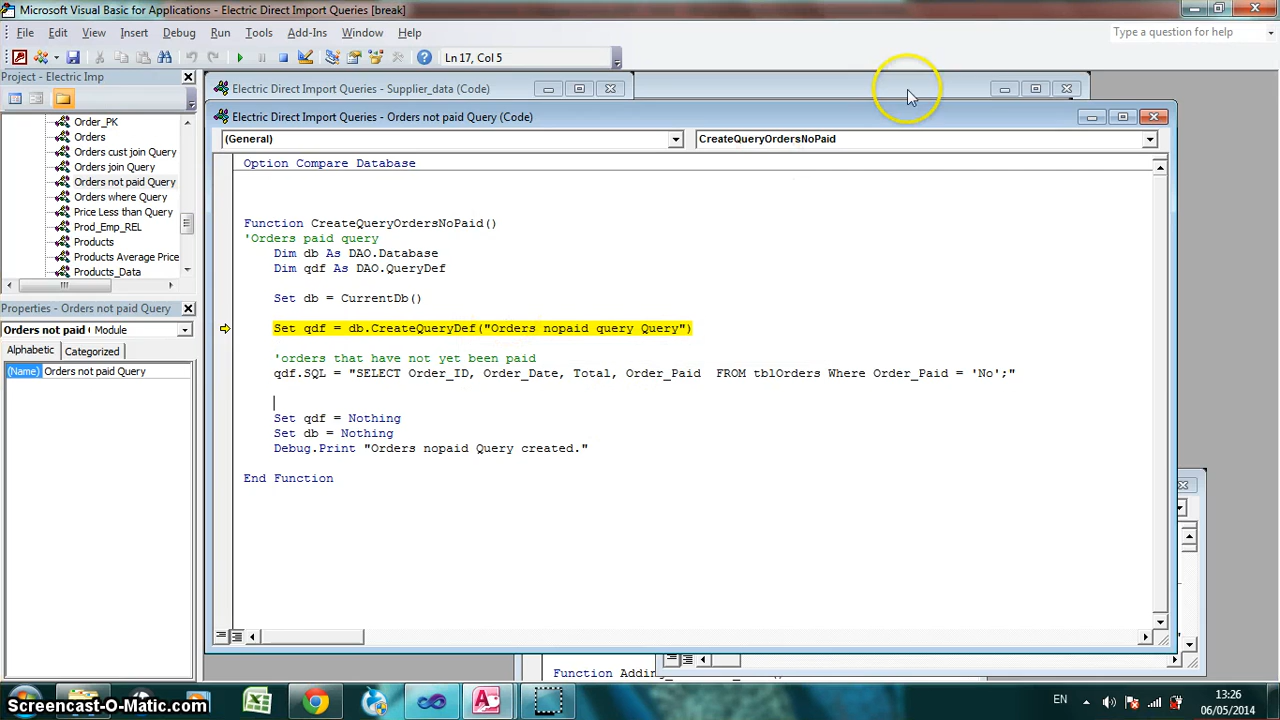 Microsoft Visual Basic for Applications - Electric Direct Import Queries [break]
File Edit View Insert Debug Run Tools Add-Ins Window Help
Type a question for help
Ln 17, Col 5
Project - Electric Imp
Order_PK
Orders
Orders cust join Query
Orders join Query
Orders not paid Query
Orders where Query
Price Less than Query
Prod_Emp_REL
Products
Products Average Price
Products_Data
Properties - Orders not paid Query
Orders not paid Module
Alphabetic Categorized
(Name) Orders not paid Query
Electric Direct Import Queries - Supplier_data (Code)
Electric Direct Import Queries - Orders not paid Query (Code)
(General) CreateQueryOrdersNoPaid
Option Compare Database
Function CreateQueryOrdersNoPaid()
'Orders paid query
Dim db As DAO.Database
Dim qdf As DAO.QueryDef
Set db = CurrentDb()
Set qdf = db.CreateQueryDef("Orders nopaid query Query")
'orders that have not yet been paid
qdf.SQL = "SELECT Order_ID, Order_Date, Total, Order_Paid  FROM tblOrders Where Order_Paid = 'No';"
Set qdf = Nothing
Set db = Nothing
Debug.Print "Orders nopaid Query created."
End Function
Function Adding_
EN
13:26
06/05/2014
Screencast-O-Matic.com